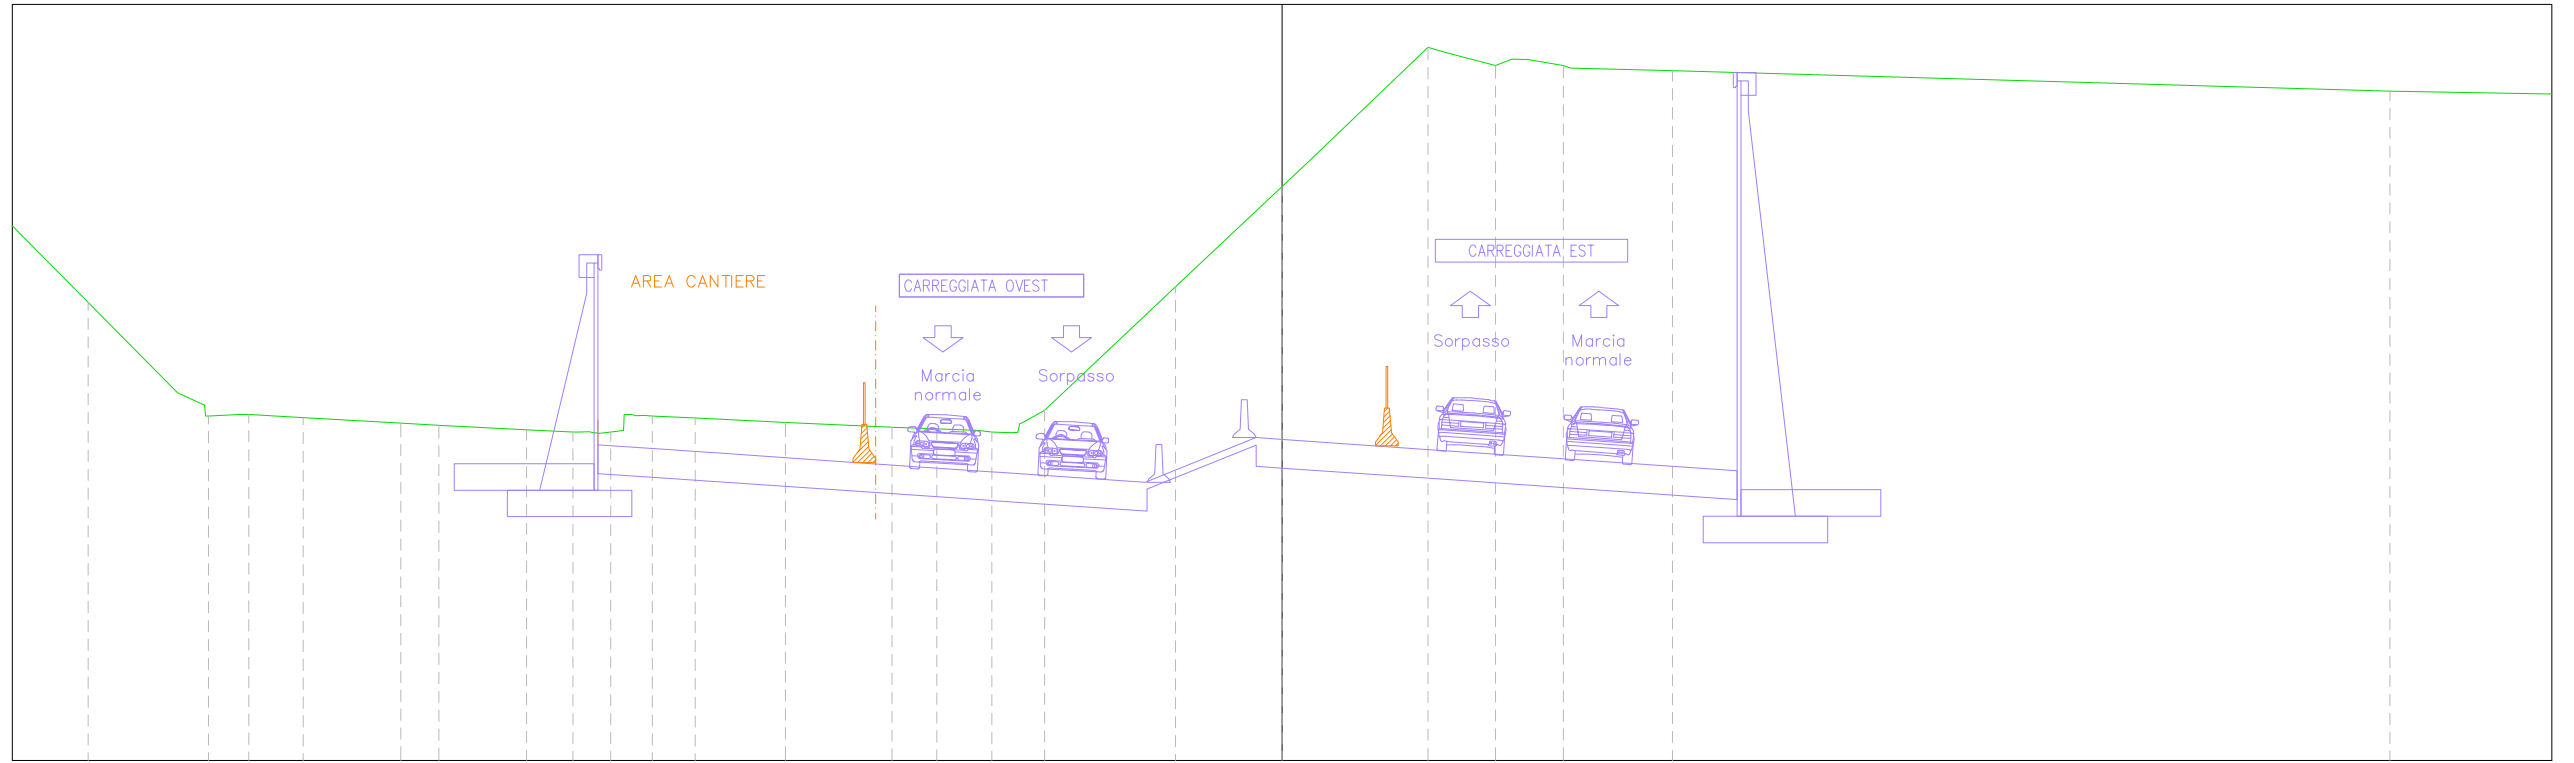 AREA CANTIERE
CARREGGIATA OVEST
Marcia
normale
Sorpasso
CARREGGIATA EST
Sorpasso
Marcia
normale